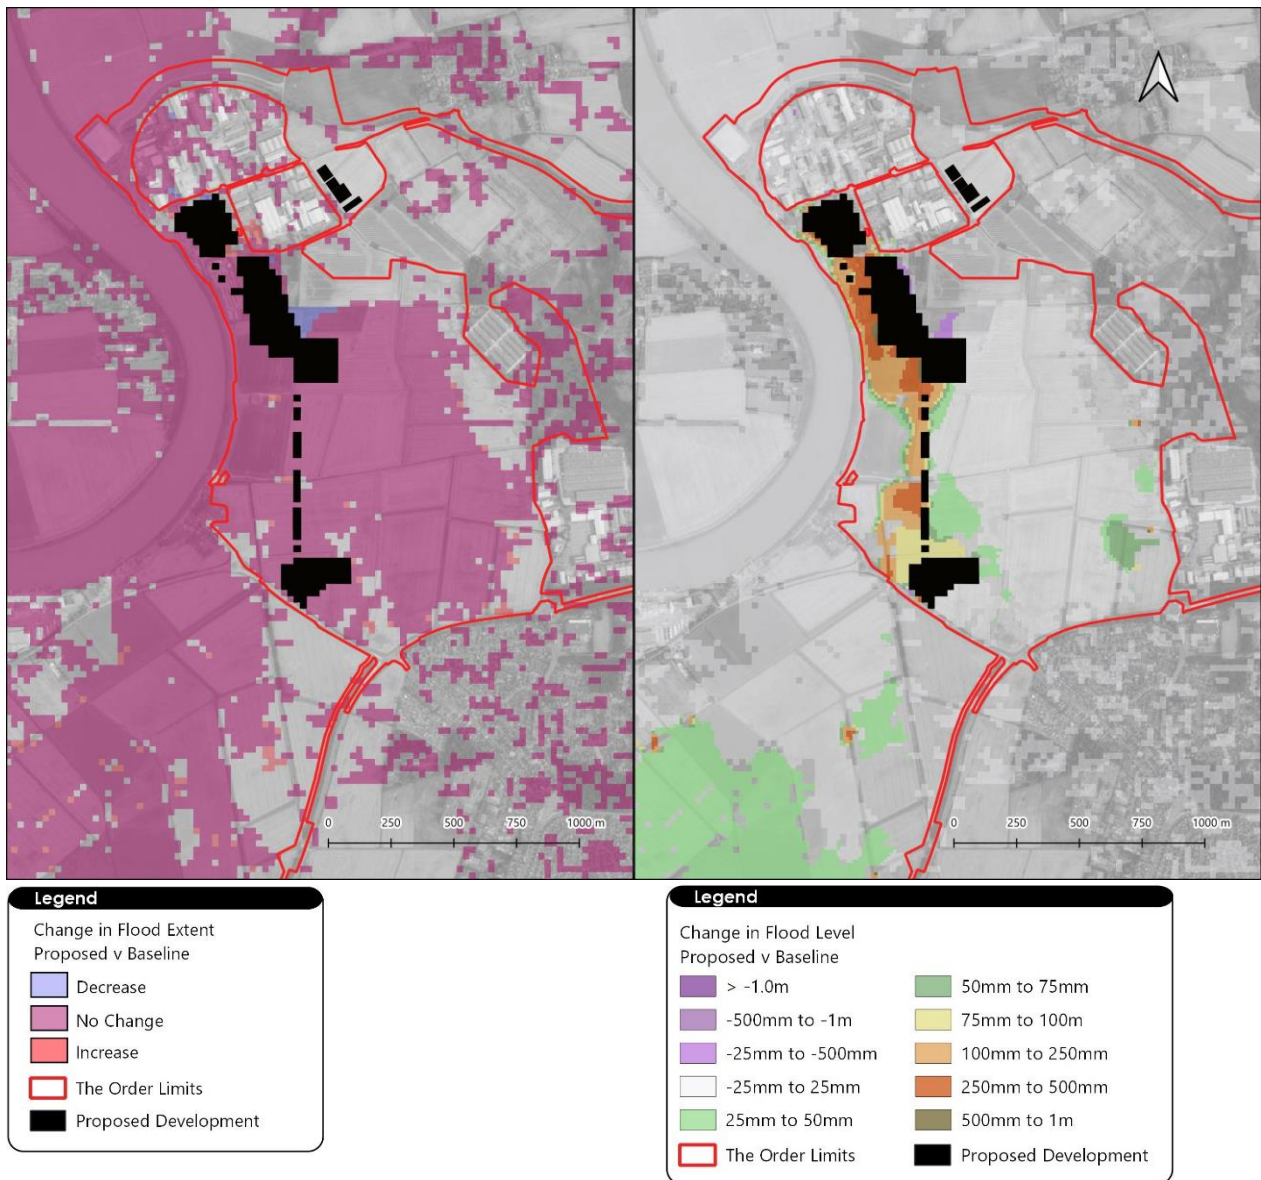 0 250 500 750 1000 m
0 250 500 750 1000 m
Legend
Change in Flood Extent
Proposed v Baseline
Decrease
No Change
Increase
The Order Limits
Proposed Development
Legend
Change in Flood Level
Proposed v Baseline
> -1.0m
-500mm to -1m
-25mm to -500mm
-25mm to 25mm
25mm to 50mm
The Order Limits
50mm to 75mm
75mm to 100m
100mm to 250mm
250mm to 500mm
500mm to 1m
Proposed Development